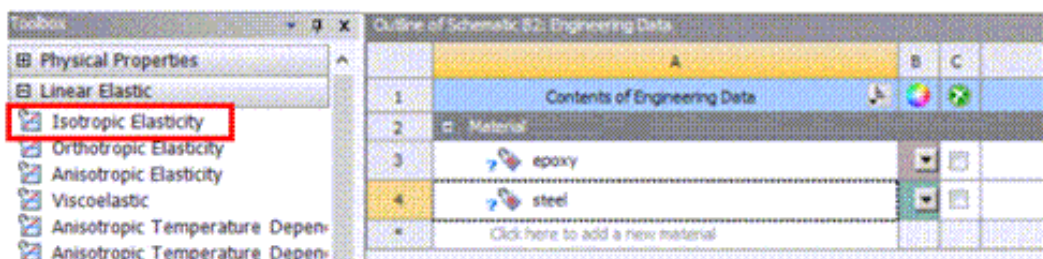 Toolbox
Physical Properties
Linear Elastic
Isotropic Elasticity
Orthotropic Elasticity
Anisotropic Elasticity
Viscoelastic
Anisotropic Temperature Depen
Anisotropic Temperature Depen
Outline of Schematic B2: Engineering Data
A B C
1 Contents of Engineering Data
2 Material
3 ? epoxy
4 ? steel
* Click here to add a new material